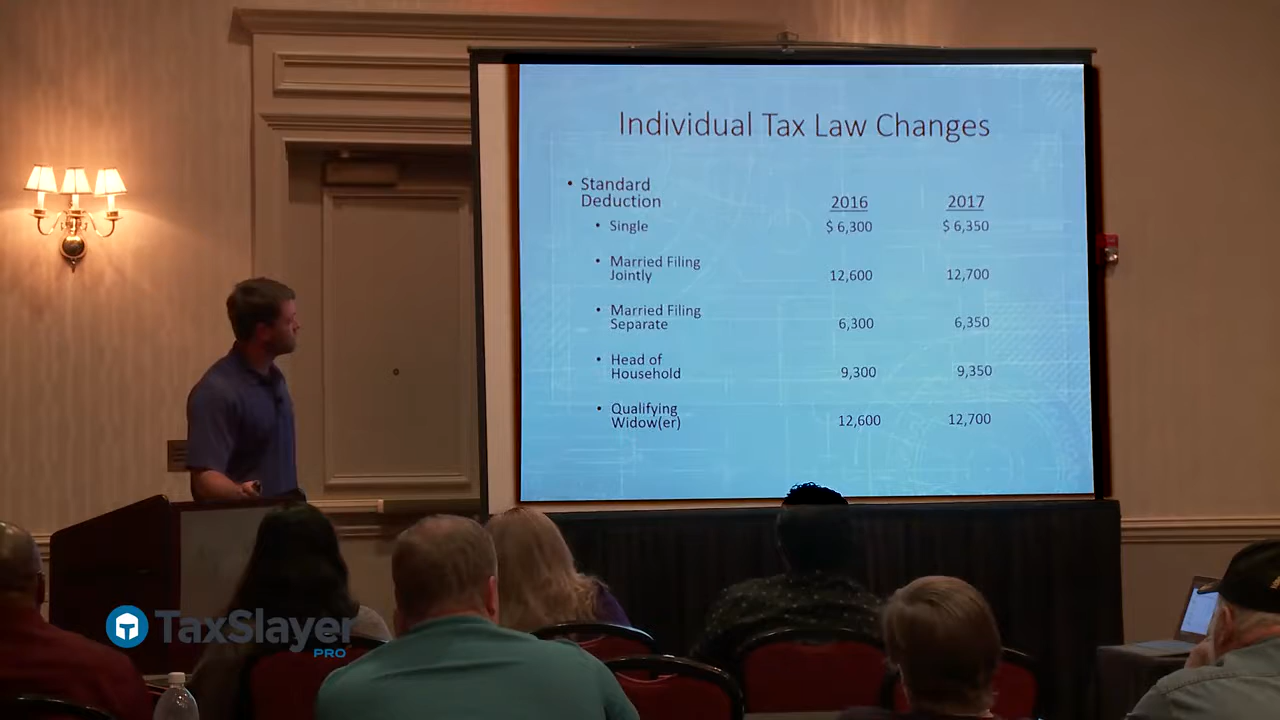 Individual Tax Law Changes
• Standard
Deduction
2016 2017
• Single $ 6,300 $ 6,350
• Married Filing
Jointly 12,600 12,700
• Married Filing
Separate 6,300 6,350
• Head of
Household 9,300 9,350
• Qualifying
Widow(er) 12,600 12,700
TaxSlayer
PRO